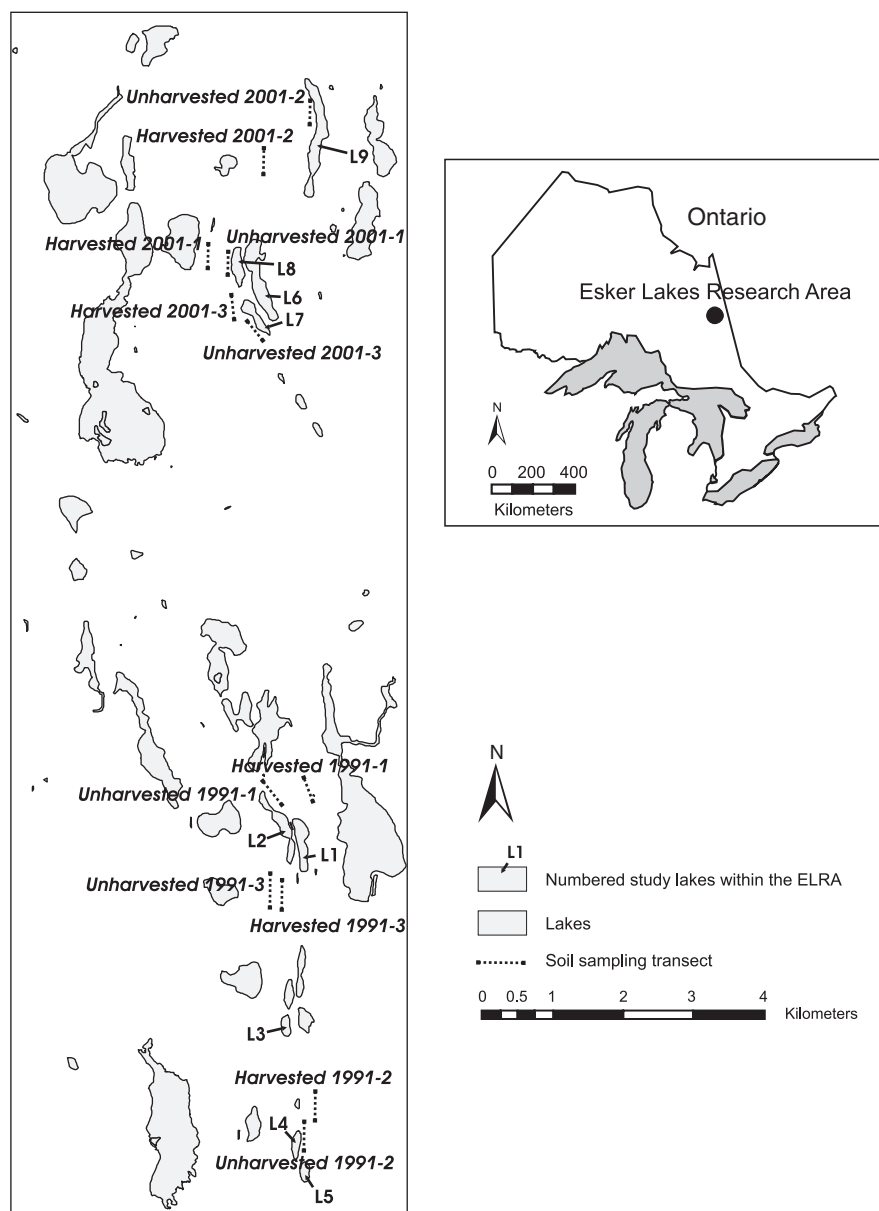 Unharvested 2001-2
Harvested 2001-2
L9
Harvested 2001-1
Unharvested 2001-1
L8
L6
Harvested 2001-3
L7
Unharvested 2001-3
Harvested 1991-1
Unharvested 1991-1
L2
L1
Unharvested 1991-3
Harvested 1991-3
L3
Harvested 1991-2
L4
Unharvested 1991-2
L5
Ontario
Esker Lakes Research Area
N
0 200 400
Kilometers
N
L1
Numbered study lakes within the ELRA
Lakes
Soil sampling transect
0 0.5 1 2 3 4
Kilometers